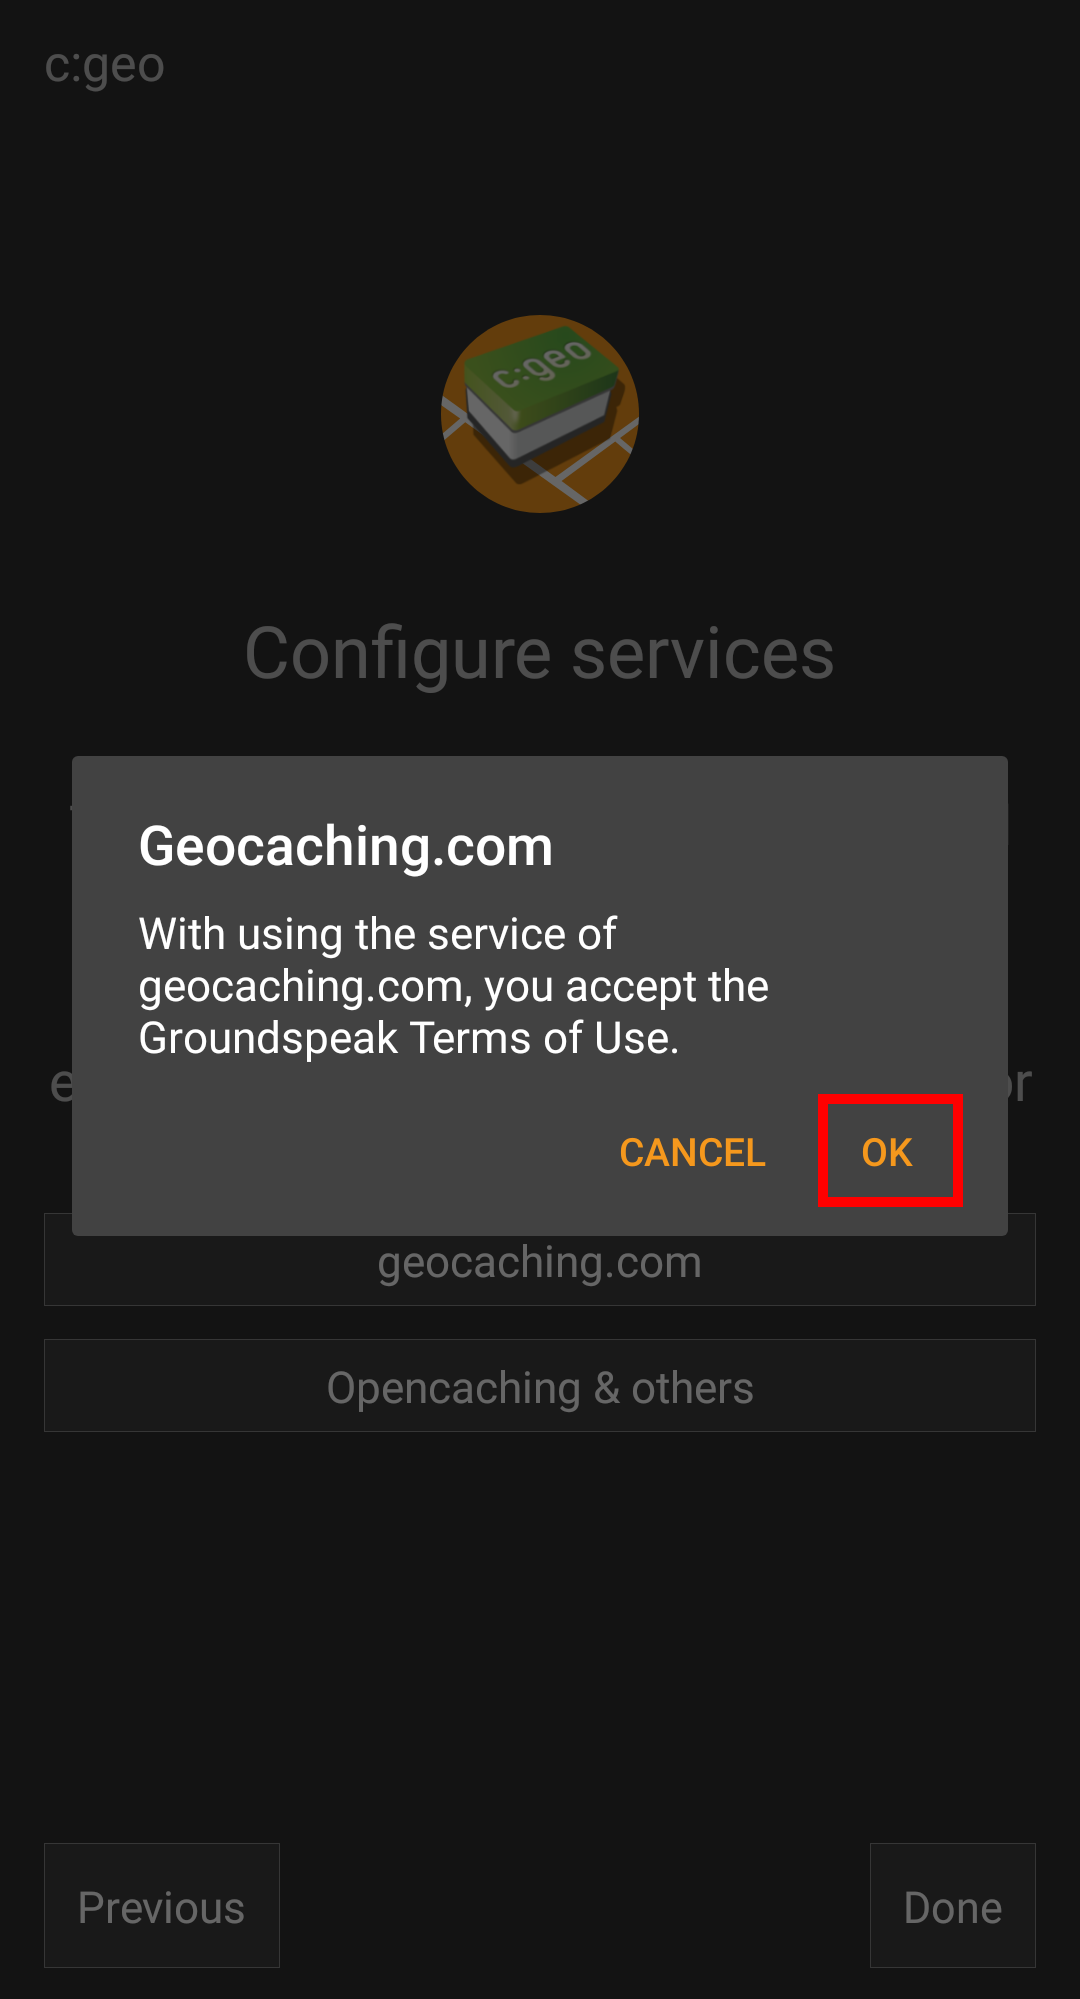 c:geo
c:geo
Configure services
Geocaching.com
With using the service of
geocaching.com, you accept the
Groundspeak Terms of Use.
CANCEL OK
geocaching.com
Opencaching & others
Previous Done